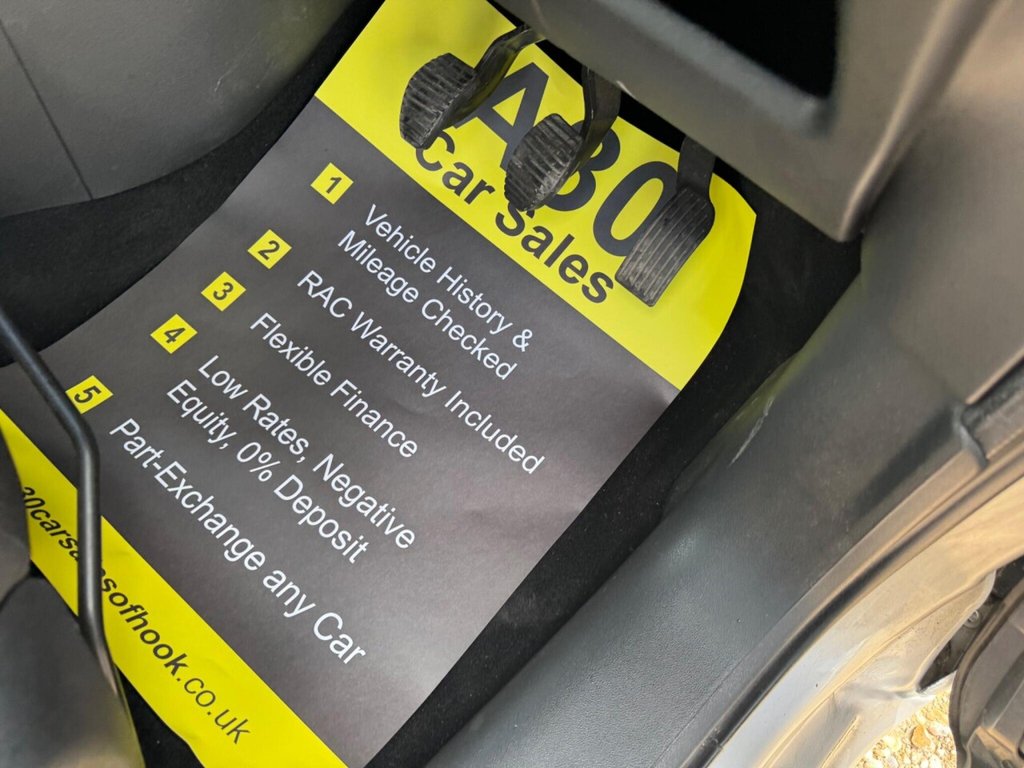 A30
Car Sales
1 Vehicle History &
Mileage Checked
2 RAC Warranty Included
3 Flexible Finance
4 Low Rates, Negative
Equity, 0% Deposit
5 Part-Exchange any Car
30carsalesofhook.co.uk